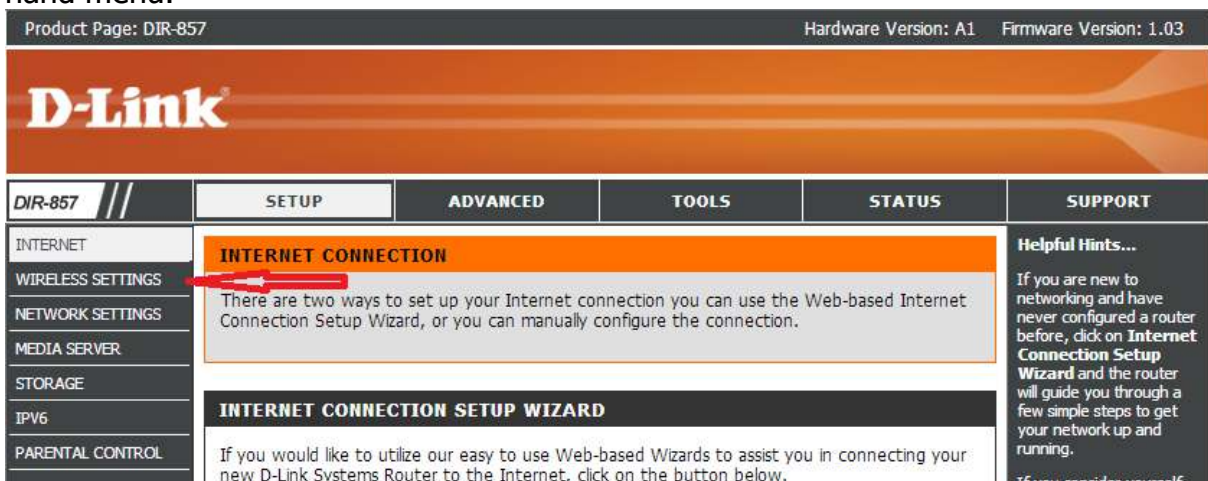 hand menu.
Product Page: DIR-857 Hardware Version: A1 Firmware Version: 1.03
D-Link
DIR-857 SETUP ADVANCED TOOLS STATUS SUPPORT
INTERNET
WIRELESS SETTINGS
NETWORK SETTINGS
MEDIA SERVER
STORAGE
IPV6
PARENTAL CONTROL
INTERNET CONNECTION
There are two ways to set up your Internet connection you can use the Web-based Internet
Connection Setup Wizard, or you can manually configure the connection.
INTERNET CONNECTION SETUP WIZARD
If you would like to utilize our easy to use Web-based Wizards to assist you in connecting your
new D-Link Systems Router to the Internet, click on the button below.
Helpful Hints...
If you are new to
networking and have
never configured a router
before, click on Internet
Connection Setup
Wizard and the router
will guide you through a
few simple steps to get
your network up and
running.
If you consider yourself